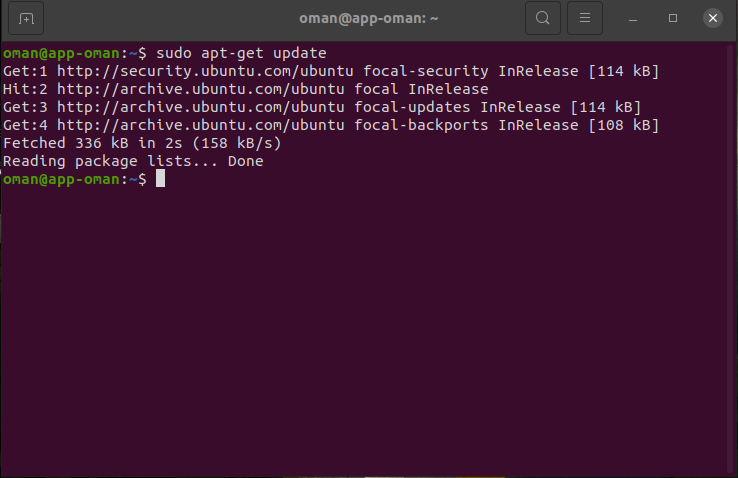 oman@app-oman: ~
oman@app-oman:~$ sudo apt-get update
Get:1 http://security.ubuntu.com/ubuntu focal-security InRelease [114 kB]
Hit:2 http://archive.ubuntu.com/ubuntu focal InRelease
Get:3 http://archive.ubuntu.com/ubuntu focal-updates InRelease [114 kB]
Get:4 http://archive.ubuntu.com/ubuntu focal-backports InRelease [108 kB]
Fetched 336 kB in 2s (158 kB/s)
Reading package lists... Done
oman@app-oman:~$